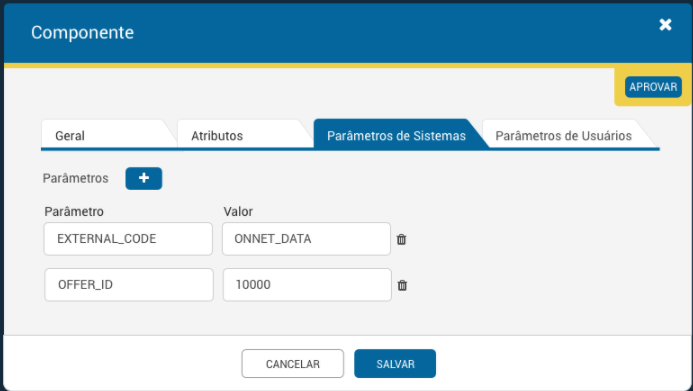 Componente
APROVAR
Geral Atributos Parâmetros de Sistemas Parâmetros de Usuários
Parâmetros
Parâmetro Valor
EXTERNAL_CODE ONNET_DATA
OFFER_ID 10000
CANCELAR SALVAR